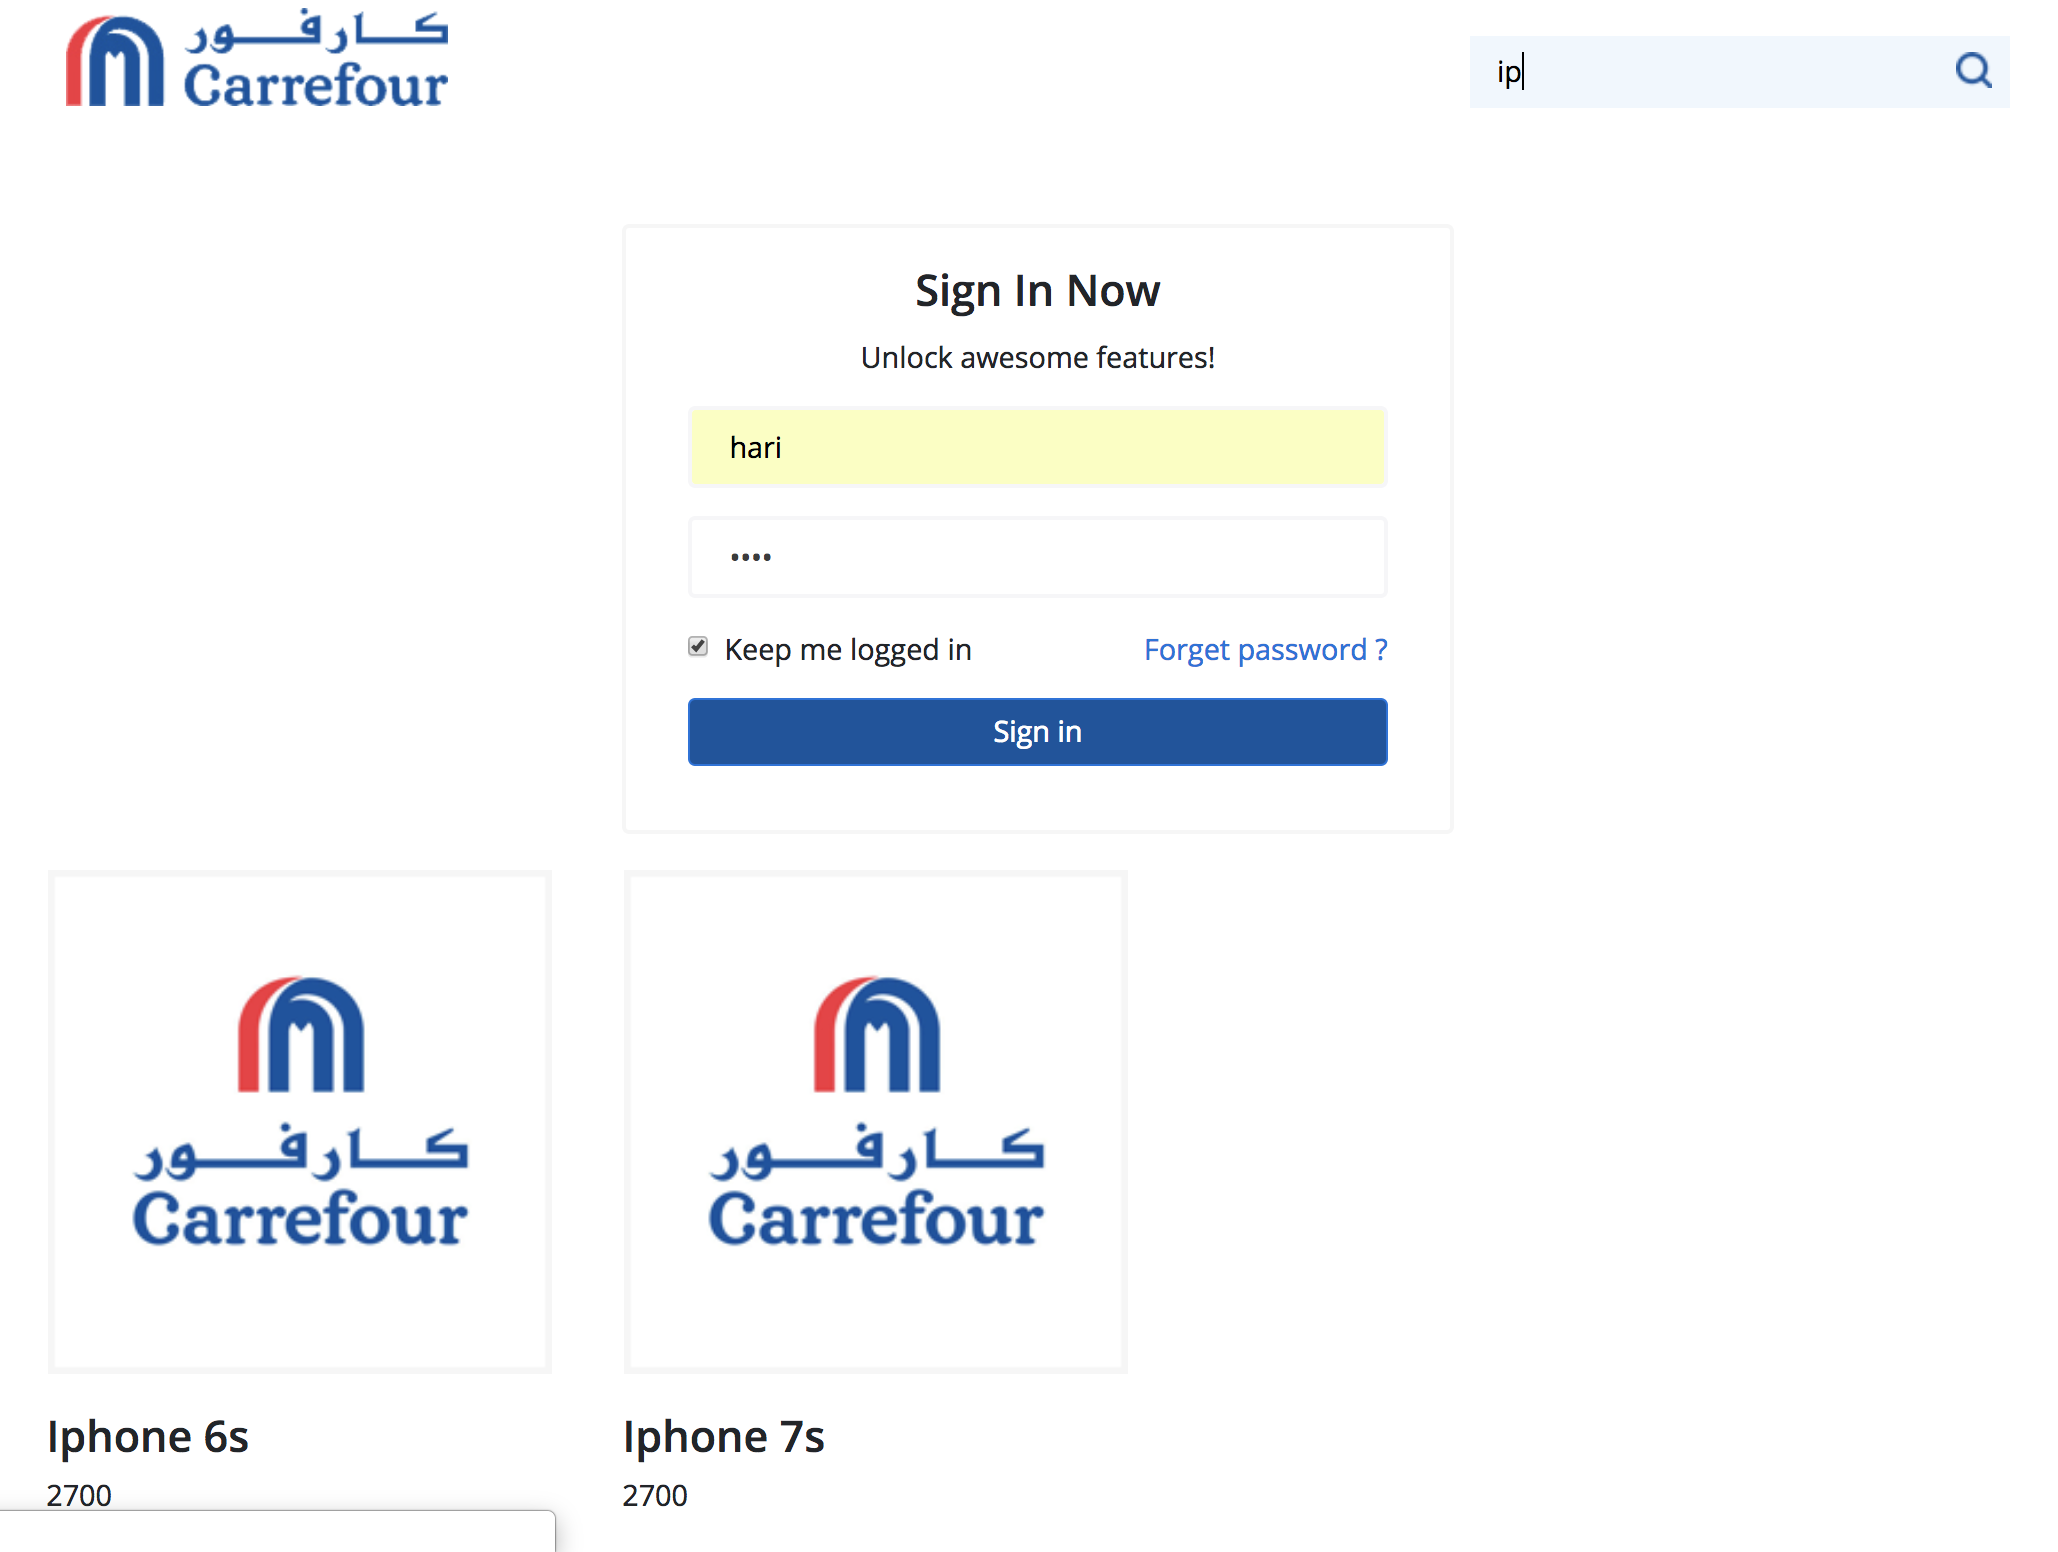 كارفور
Carrefour
ip
Sign In Now
Unlock awesome features!
hari
••••
Keep me logged in
Forget password ?
Sign in
كارفور
Carrefour
كارفور
Carrefour
Iphone 6s
Iphone 7s
2700
2700